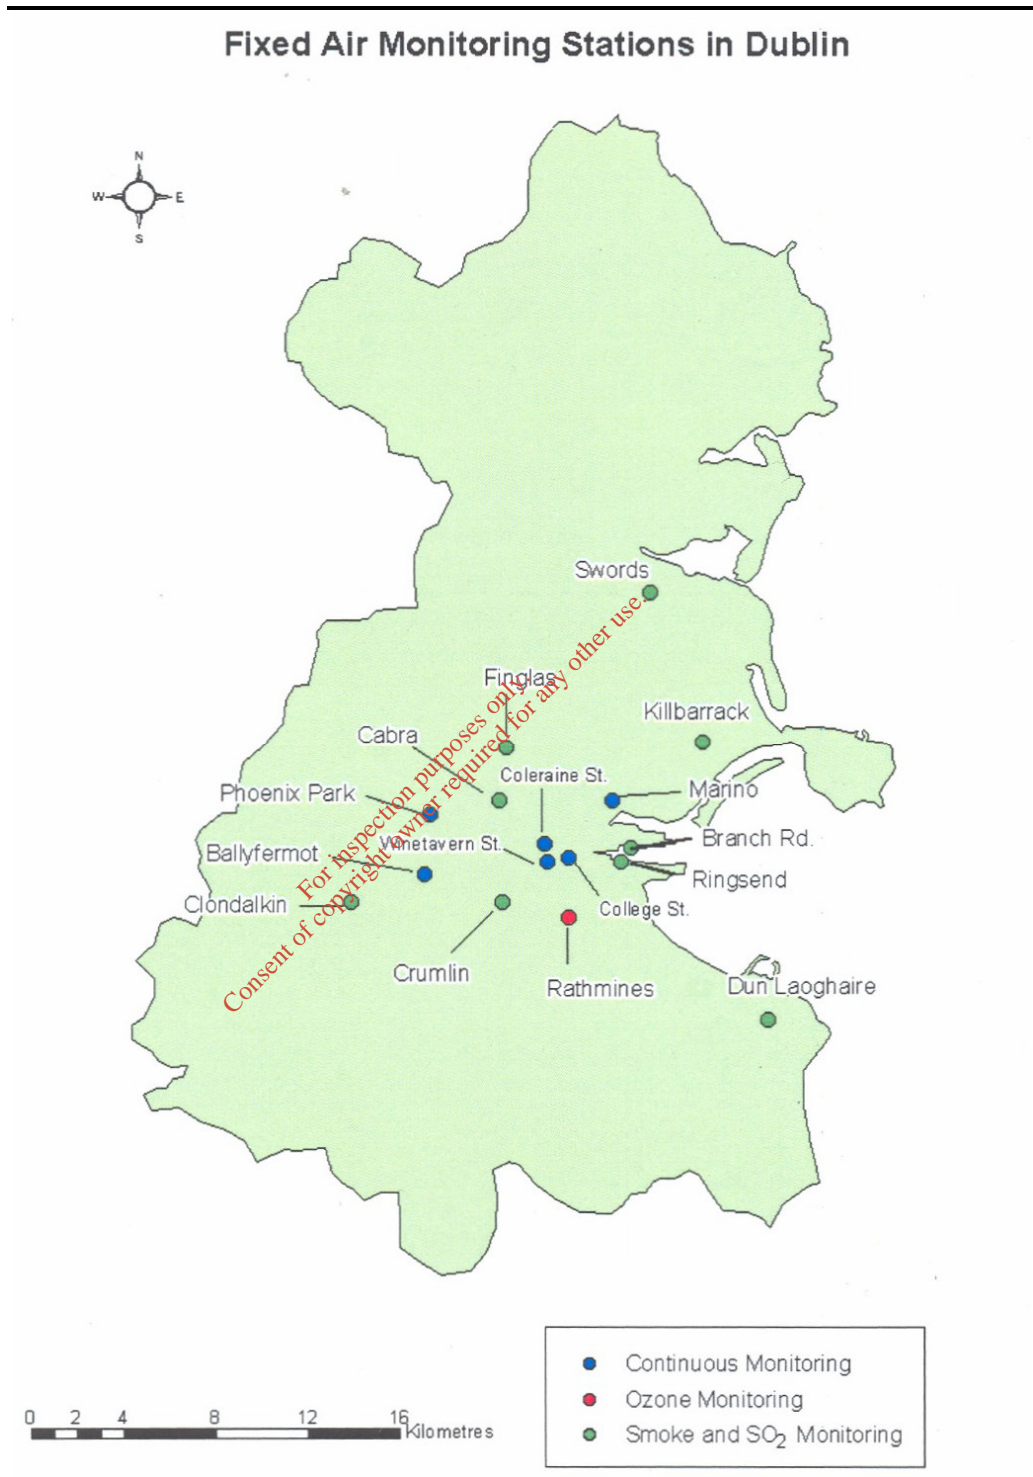 Fixed Air Monitoring Stations in Dublin
N
W E
S
Swords
Finglas
Killbarrack
Cabra
Coleraine St.
Phoenix Park
Marino
Winetavern St.
Branch Rd.
Ballyfermot
Ringsend
Clondalkin
College St.
Crumlin
Rathmines
Dun Laoghaire
For inspection purposes only.
Consent of copyright owner required for any other use.
Continuous Monitoring
Ozone Monitoring
Smoke and SO2 Monitoring
0 2 4 8 12 16
Kilometres